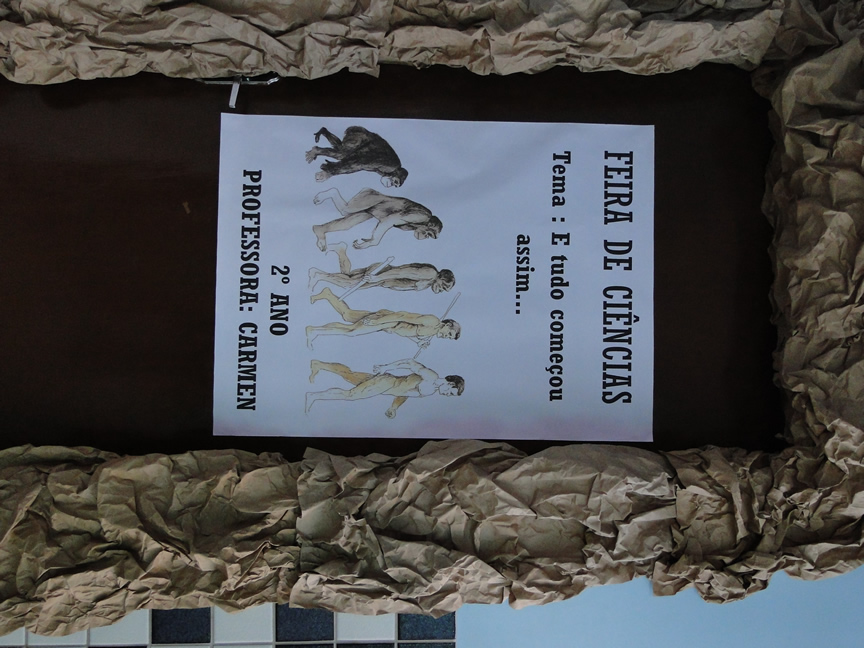 FEIRA DE CIÊNCIAS
Tema : E tudo começou
assim...
2º ANO
PROFESSORA: CARMEN